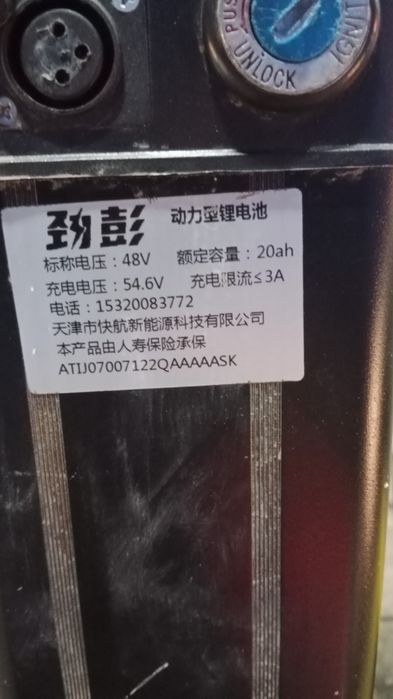 PUS
UNLOCK
IGNIT
劲彭 动力型锂电池
标称电压：48V 额定容量：20ah
充电电压：54.6V 充电限流≤3A
电话：15320083772
天津市快航新能源科技有限公司
本产品由人寿保险承保
ATIJ07007122QAAAAASK